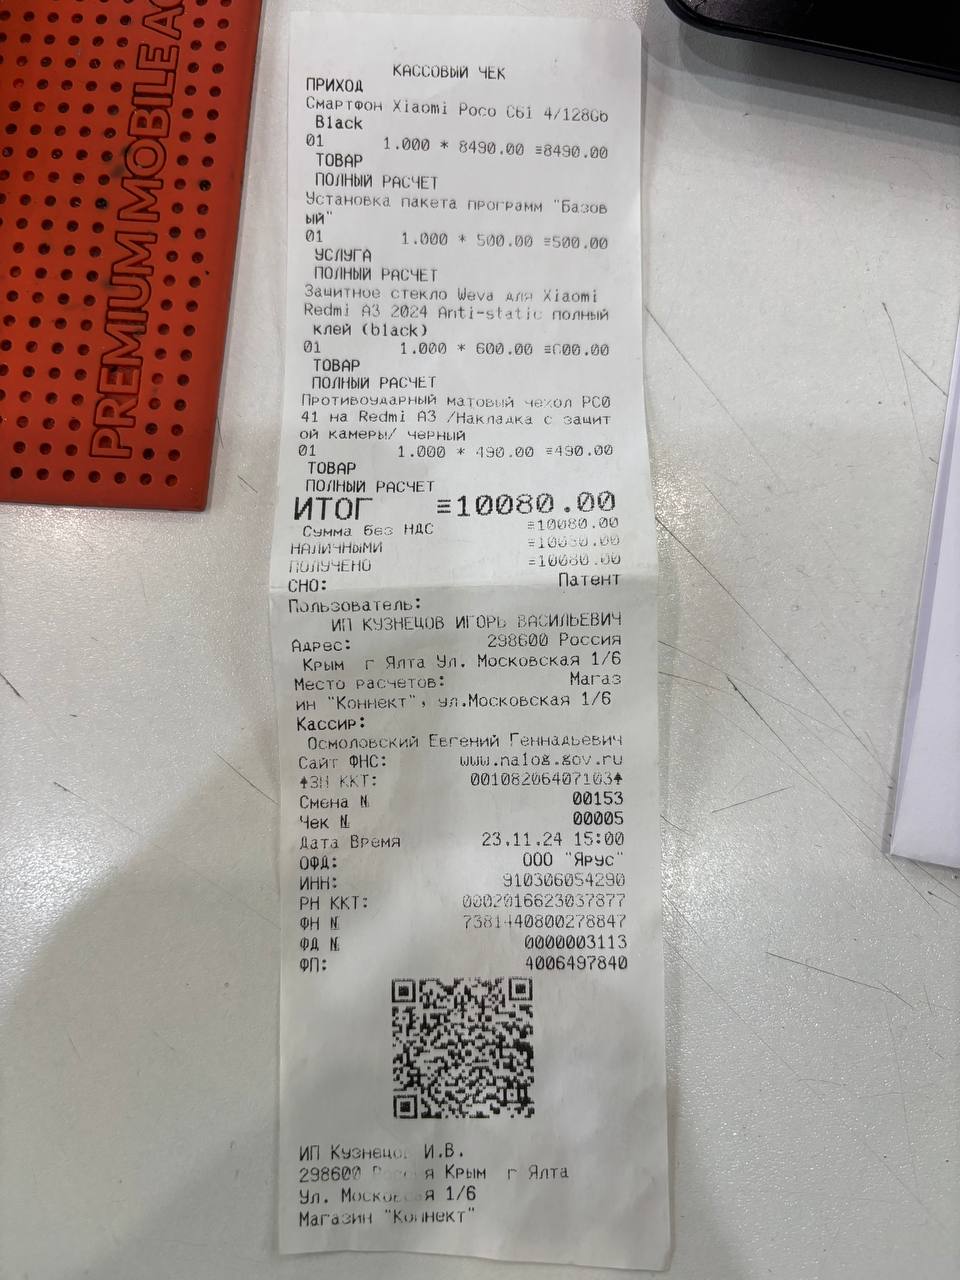 PREMIUM MOBILE AC
КАССОВЫЙ ЧЕК
ПРИХОД
Смартфон Xiaomi Poco C61 4/128Gb
Black
01 1.000 * 8490.00 ≡8490.00
ТОВАР
ПОЛНЫЙ РАСЧЕТ
Установка пакета программ "Базов
ый"
01 1.000 * 500.00 ≡500.00
УСЛУГА
ПОЛНЫЙ РАСЧЕТ
Защитное стекло Weva для Xiaomi
Redmi A3 2024 Anti-static полный
клей (black)
01 1.000 * 600.00 ≡600.00
ТОВАР
ПОЛНЫЙ РАСЧЕТ
Противоударный матовый чехол PC0
41 на Redmi A3 /Накладка с защит
ой камеры/ черный
01 1.000 * 490.00 ≡490.00
ТОВАР
ПОЛНЫЙ РАСЧЕТ
ИТОГ ≡10080.00
Сумма без НДС ≡10080.00
НАЛИЧНЫМИ ≡10080.00
ПОЛУЧЕНО ≡10080.00
СНО: Патент
Пользователь:
ИП КУЗНЕЦОВ ИГОРЬ ВАСИЛЬЕВИЧ
Адрес: 298600 Россия
Крым г Ялта Ул. Московская 1/6
Место расчетов: Магаз
ин "Коннект", ул.Московская 1/6
Кассир:
Осмоловский Евгений Геннадьевич
Сайт ФНС: www.nalog.gov.ru
ЗН ККТ: 00108206407103
Смена № 00153
Чек № 00005
Дата Время 23.11.24 15:00
ОФД: ООО "Ярус"
ИНН: 910306054290
РН ККТ: 0002016623037877
ФН № 7381440800278847
ФД № 0000003113
ФП: 4006497840
ИП Кузнецов И.В.
298600 Россия Крым г Ялта
Ул. Московская 1/6
Магазин "Коннект"